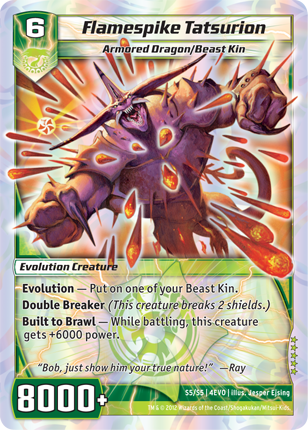 6
Flamespike Tatsurion
Armored Dragon/Beast Kin
Evolution Creature
Evolution — Put on one of your Beast Kin.
Double Breaker (This creature breaks 2 shields.)
Built to Brawl — While battling, this creature
gets +6000 power.
"Bob, just show him your true nature!" —Ray
8000+
S5/S5 | 4EVO | illus. Jesper Ejsing
TM & © 2012 Wizards of the Coast/Shogakukan/Mitsui-Kids.